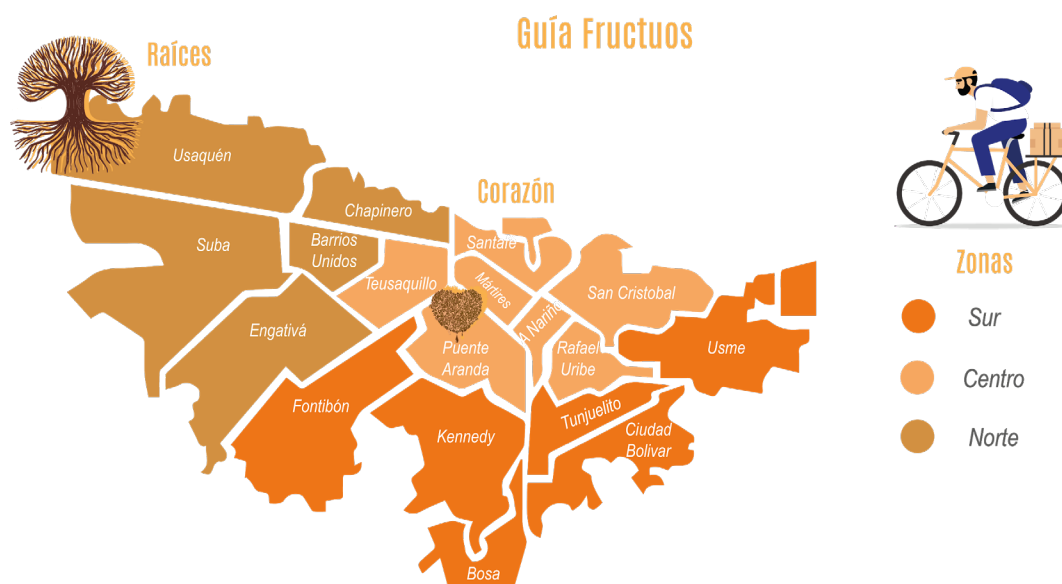 Guía Fructuos
Raíces
Usaquén
Corazón
Chapinero
Santafé
Suba
Barrios
Unidos
Teusaquillo
Mártires
San Cristobal
Zonas
Engativá
A Nariño
Sur
Puente
Aranda
Rafael
Uribe
Usme
Centro
Fontibón
Tunjuelito
Kennedy
Ciudad
Bolivar
Norte
Bosa